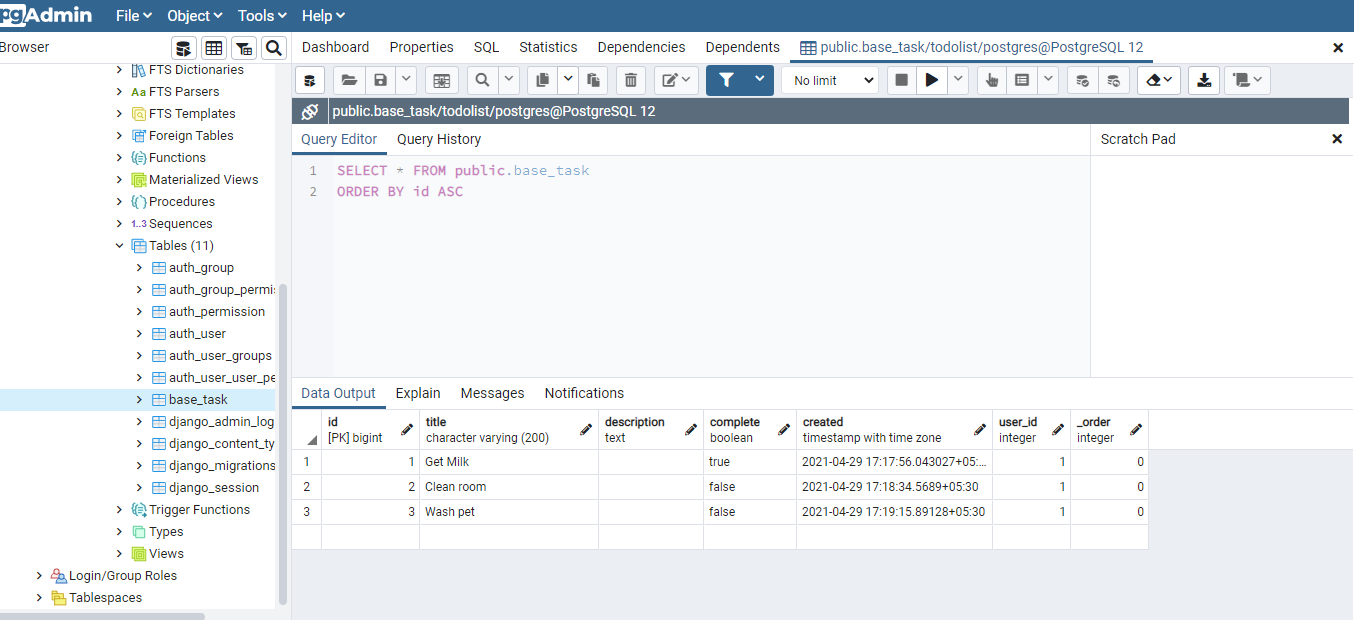 pgAdmin File Object Tools Help
Browser
Dashboard Properties SQL Statistics Dependencies Dependents public.base_task/todolist/postgres@PostgreSQL 12
FTS Dictionaries
Aa FTS Parsers
FTS Templates
Foreign Tables
Functions
Materialized Views
Procedures
1..3 Sequences
Tables (11)
auth_group
auth_group_permi
auth_permission
auth_user
auth_user_groups
auth_user_user_pe
base_task
django_admin_log
django_content_ty
django_migrations
django_session
Trigger Functions
Types
Views
Login/Group Roles
Tablespaces
No limit
public.base_task/todolist/postgres@PostgreSQL 12
Query Editor Query History
Scratch Pad
1 SELECT * FROM public.base_task
2 ORDER BY id ASC
Data Output Explain Messages Notifications
id title description complete created user_id _order
[PK] bigint character varying (200) text boolean timestamp with time zone integer integer
1 1 Get Milk true 2021-04-29 17:17:56.043027+05:... 1 0
2 2 Clean room false 2021-04-29 17:18:34.5689+05:30 1 0
3 3 Wash pet false 2021-04-29 17:19:15.89128+05:30 1 0